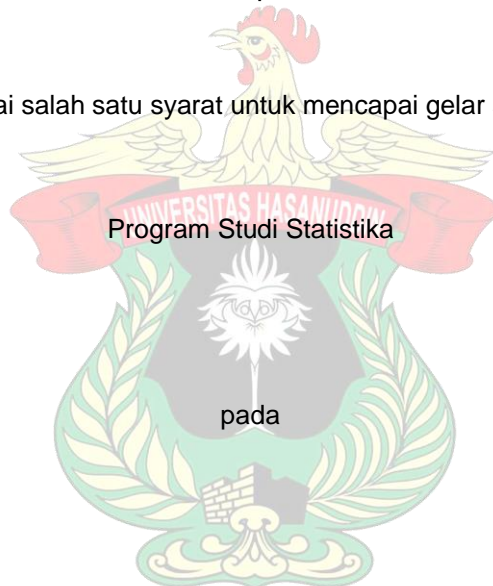 ai salah satu syarat untuk mencapai gelar
UNIVERSITAS HASANUDDIN
Program Studi Statistika
pada